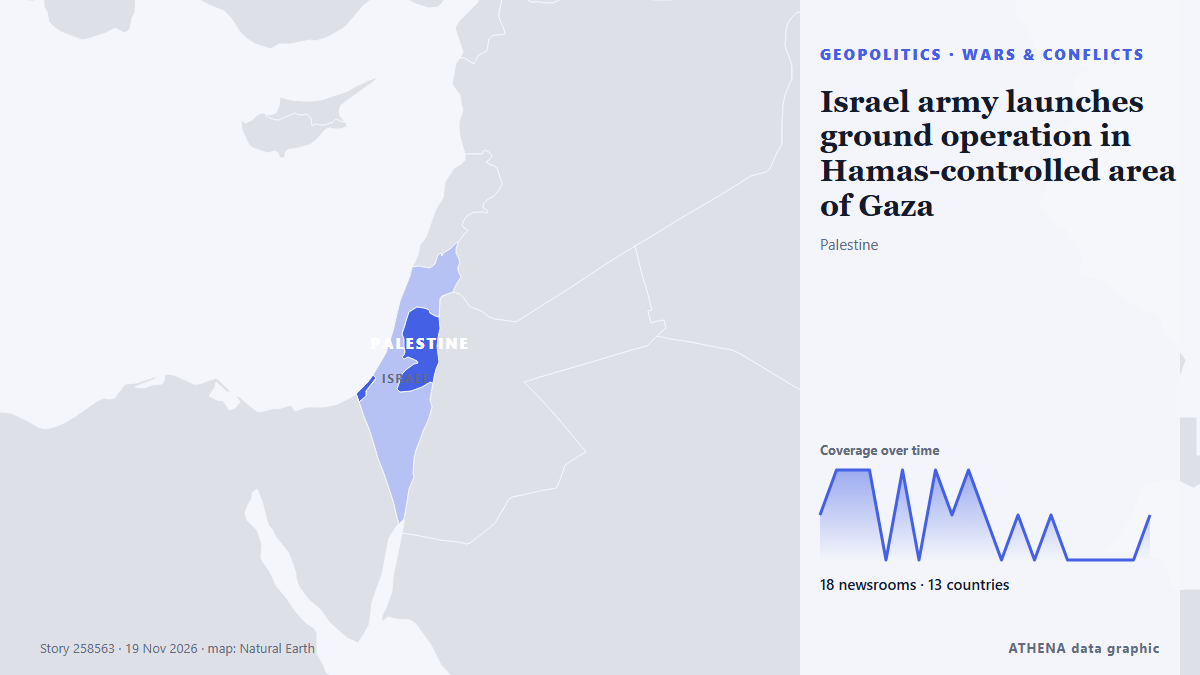 GEOPOLITICS · WARS & CONFLICTS
Israel army launches
ground operation in
Hamas-controlled area
of Gaza
Palestine
PALESTINE
ISRAEL
Coverage over time
18 newsrooms · 13 countries
Story 258563 · 19 Nov 2026 · map: Natural Earth
ATHENA data graphic